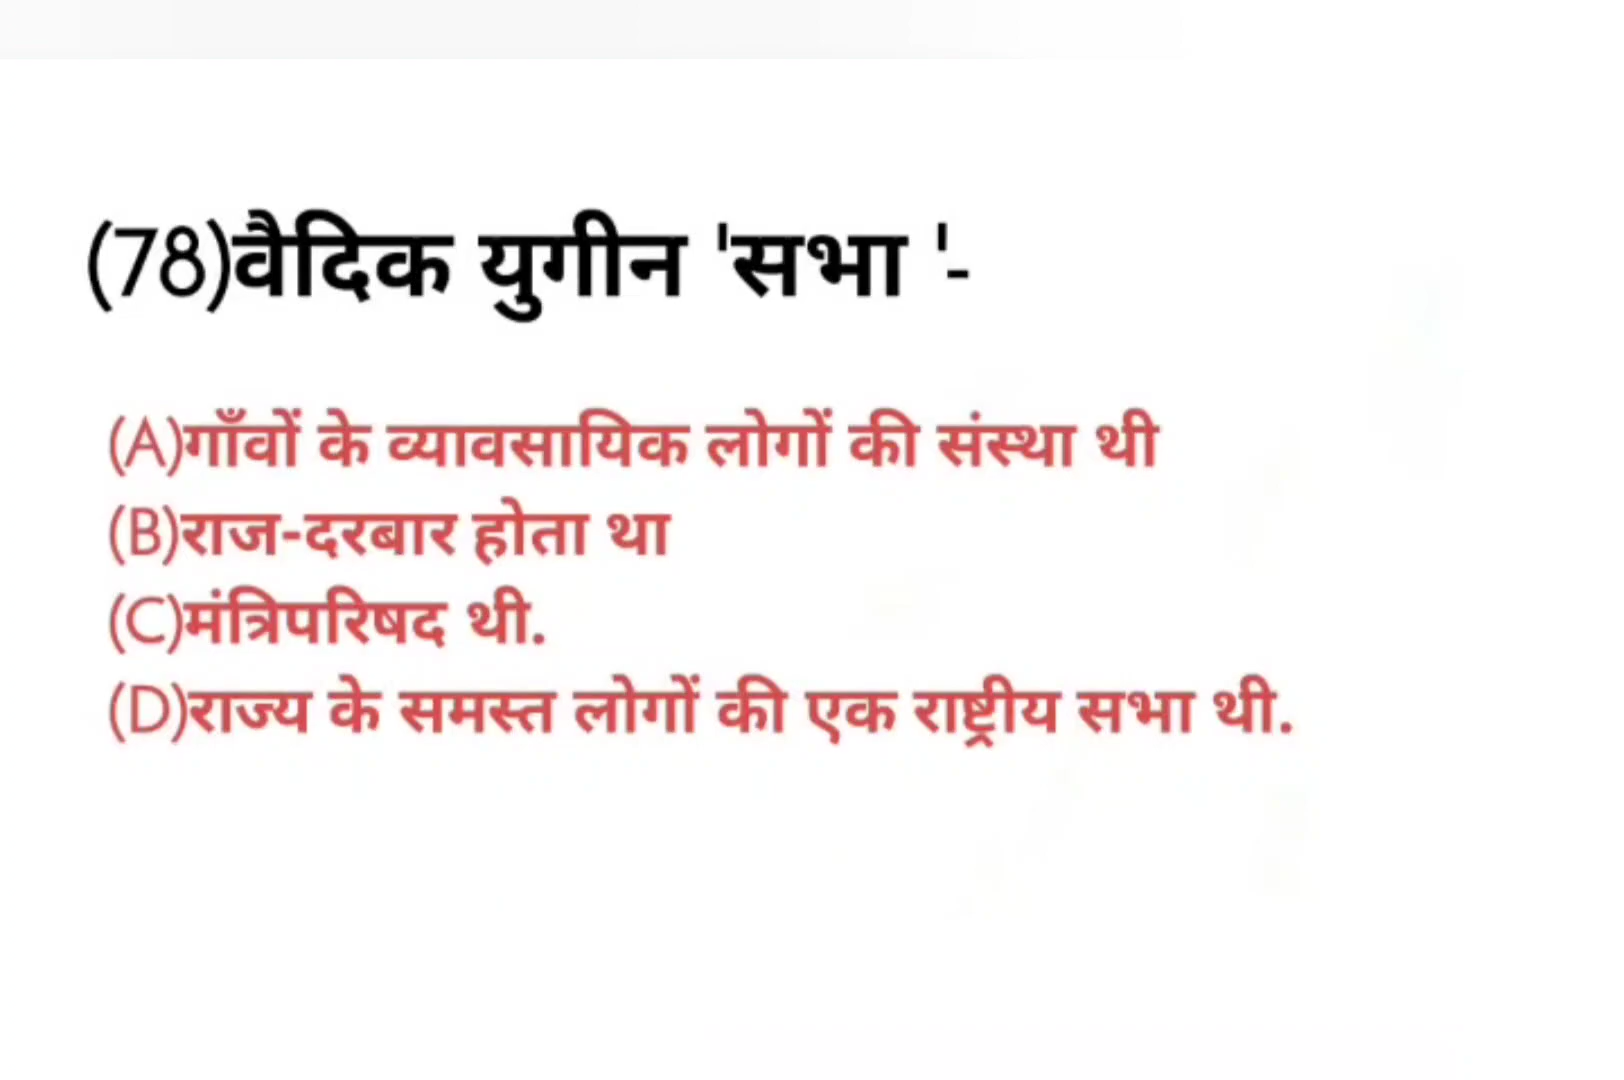 (78)वैदिक युगीन 'सभा '-
(A)गाँवों के व्यावसायिक लोगों की संस्था थी
(B)राज-दरबार होता था
(C)मंत्रिपरिषद थी.
(D)राज्य के समस्त लोगों की एक राष्ट्रीय सभा थी.